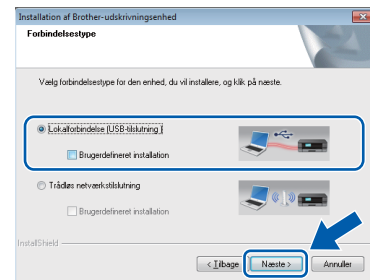 Installation af Brother-udskrivningsenhed
Forbindelsestype
Vælg forbindelsestype for den enhed, du vil installere, og klik på næste.
Lokalforbindelse (USB-tilslutning )
Brugerdefineret installation
Trådløs netværkstilslutning
Brugerdefineret installation
InstallShield
< Tilbage
Næste >
Annuller